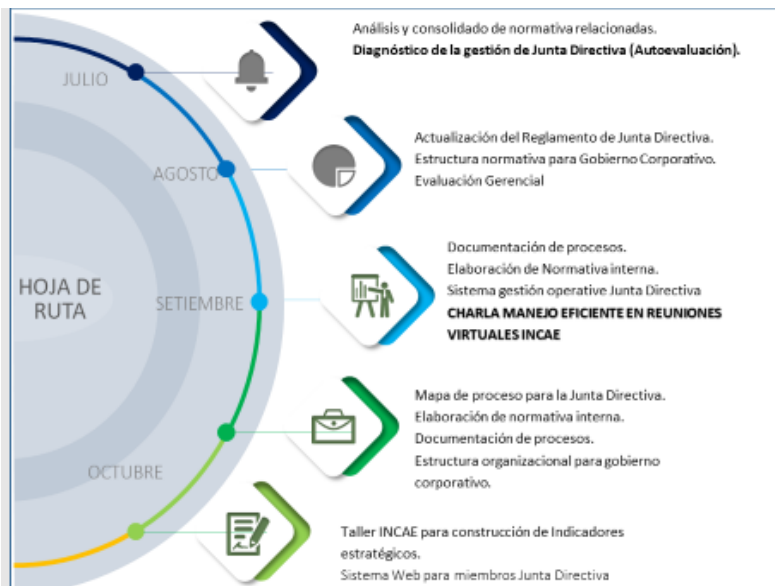 Análisis y consolidado de normativa relacionadas.
Diagnóstico de la gestión de Junta Directiva (Autoevaluación).
JULIO
Actualización del Reglamento de Junta Directiva.
Estructura normativa para Gobierno Corporativo.
Evaluación Gerencial
AGOSTO
Documentación de procesos.
Elaboración de Normativa interna.
Sistema gestión operative Junta Directiva
CHARLA MANEJO EFICIENTE EN REUNIONES
VIRTUALES INCAE
HOJA DE
RUTA
SETIEMBRE
Mapa de proceso para la Junta Directiva.
Elaboración de normativa interna.
Documentación de procesos.
Estructura organizacional para gobierno
corporativo.
OCTUBRE
Taller INCAE para construcción de Indicadores
estratégicos.
Sistema Web para miembros Junta Directiva